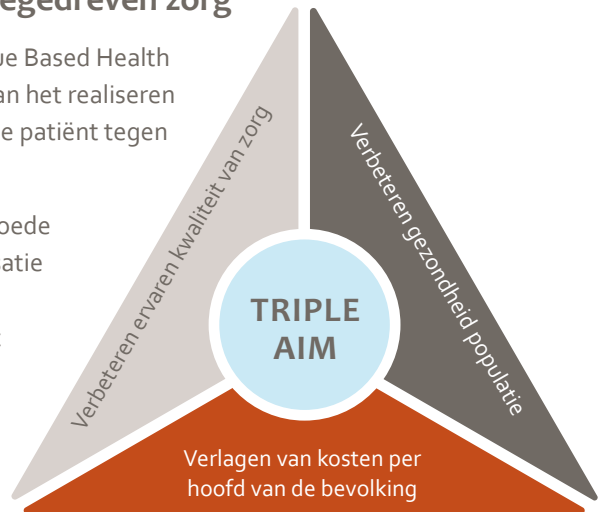 egedreven zorg
ue Based Health
an het realiseren
e patiënt tegen
oede
atie
Verbeteren ervaren kwaliteit van zorg
Verbeteren gezondheid populatie
TRIPLE
AIM
Verlagen van kosten per
hoofd van de bevolking